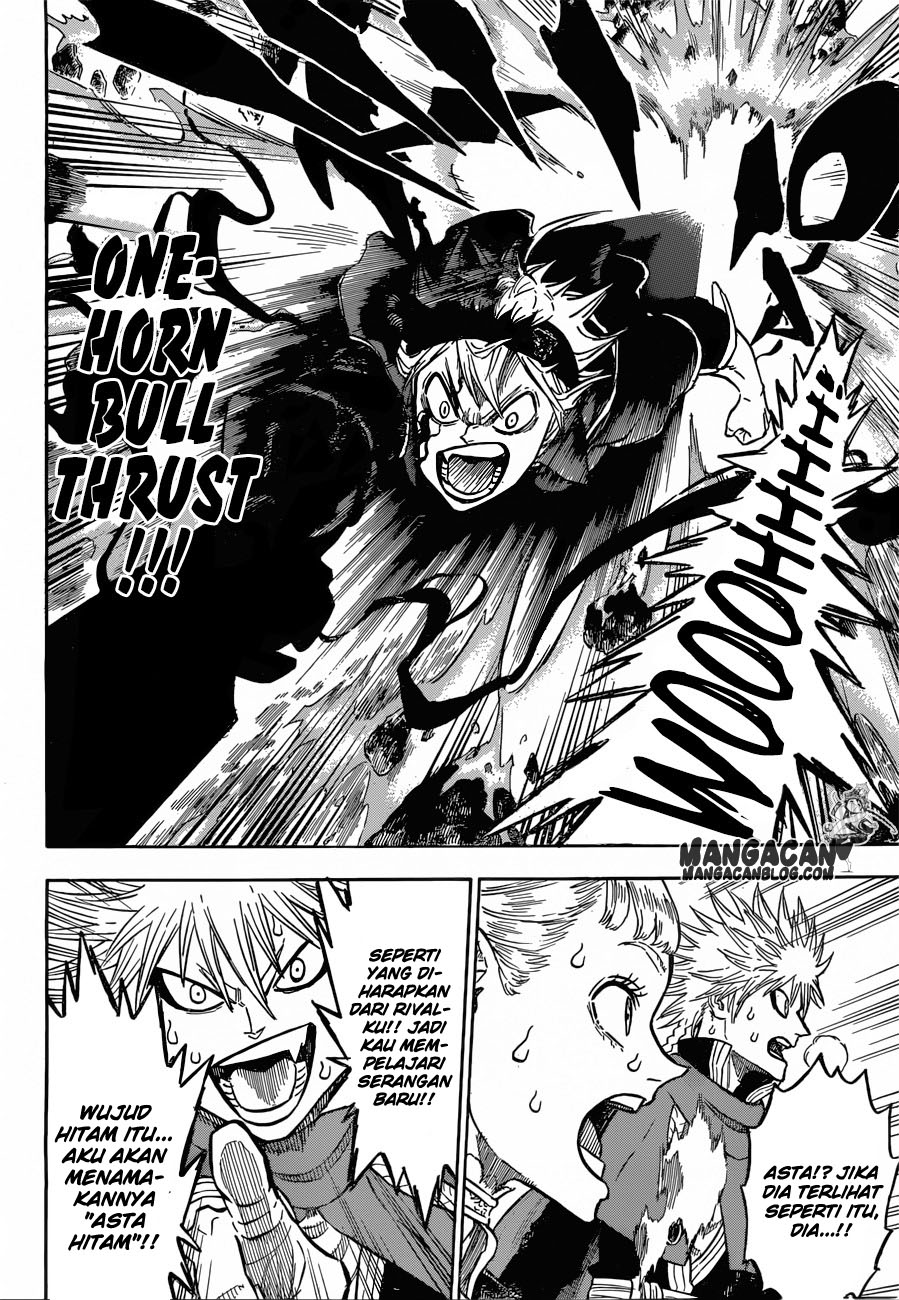 ONE-
HORN
BULL
THRUST
!!!
WOOOHHHH
MANGACAN
MANGACANBLOG.COM
ASTA!? JIKA
DIA TERLIHAT
SEPERTI ITU,
DIA...!!
SEPERTI
YANG DI-
HARAPKAN
DARI RIVAL-
KU!! JADI
KAU MEM-
PELAJARI
SERANGAN
BARU!!
WUJUD
HITAM ITU...
AKU AKAN
MENAMA-
KANNYA
"ASTA
HITAM"!!